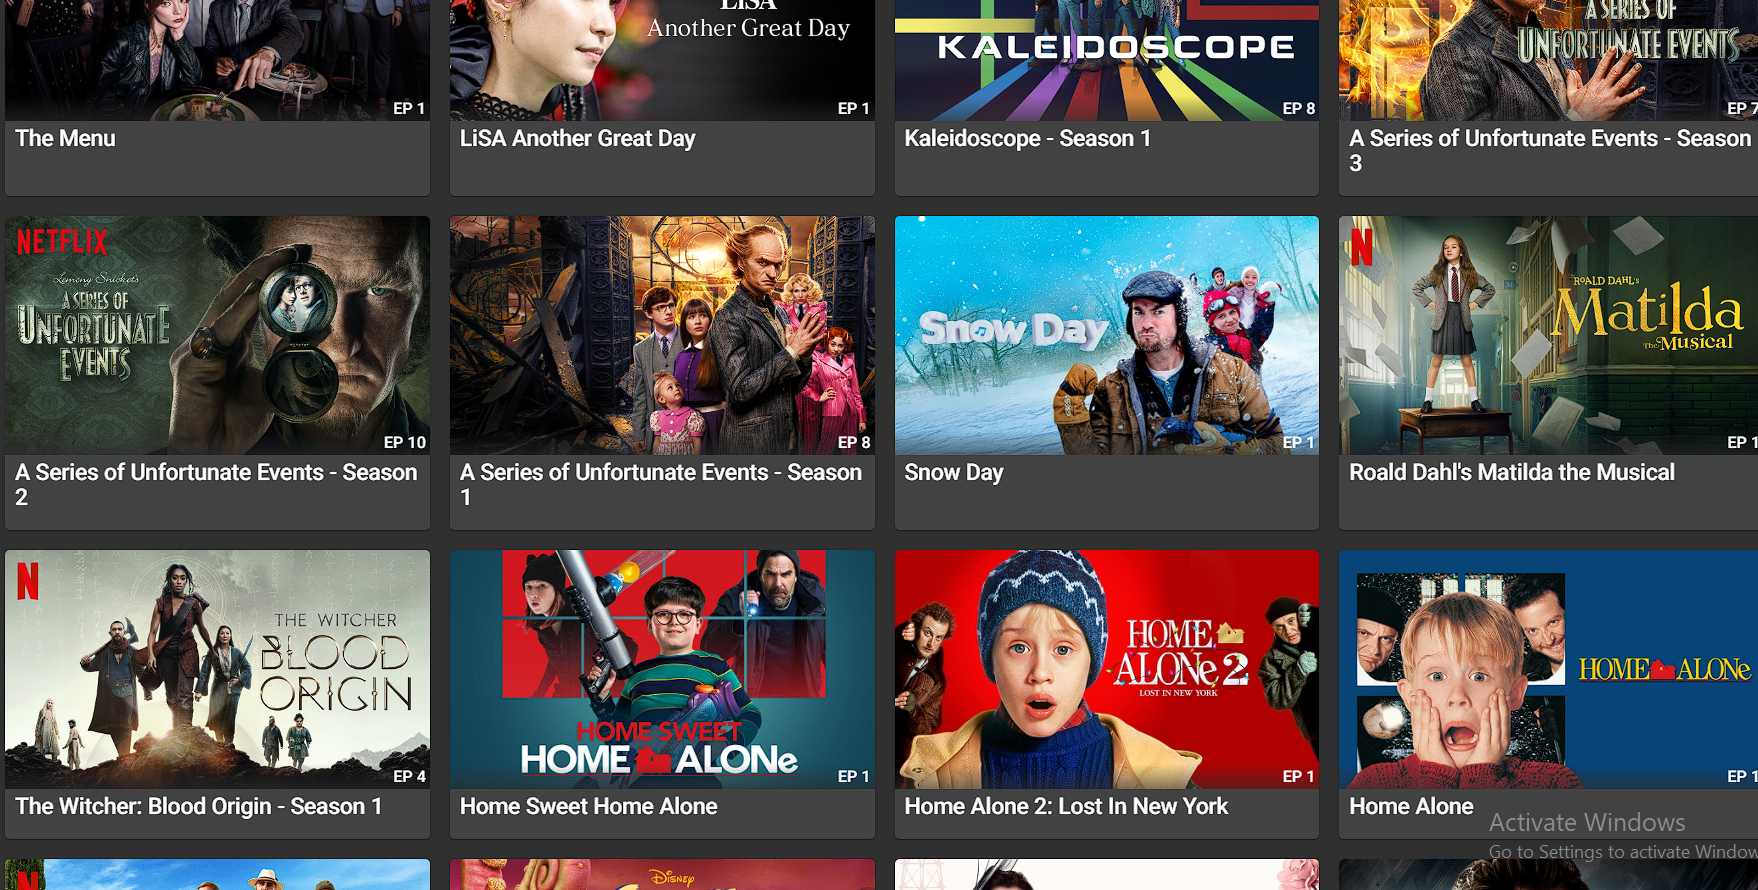 LiSA
Another Great Day
KALEIDOSCOPE
A SERIES OF
UNFORTUNATE EVENTS
EP 1
EP 1
EP 8
EP 7
The Menu
LiSA Another Great Day
Kaleidoscope - Season 1
A Series of Unfortunate Events - Season
3
NETFLIX
Lemony Snicket's
A SERIES OF
UNFORTUNATE
EVENTS
EP 10
EP 8
Snow Day
EP 1
N
ROALD DAHL's
Matilda
The Musical
EP 1
A Series of Unfortunate Events - Season
2
A Series of Unfortunate Events - Season
1
Snow Day
Roald Dahl's Matilda the Musical
N
THE WITCHER
BLOOD
ORIGIN
EP 4
HOME SWEET
HOME ALONe
EP 1
HOME
ALONe 2
LOST IN NEW YORK
EP 1
HOME ALONe
EP 1
The Witcher: Blood Origin - Season 1
Home Sweet Home Alone
Home Alone 2: Lost In New York
Home Alone
Activate Windows
Go to Settings to activate Window
N
DISNEY